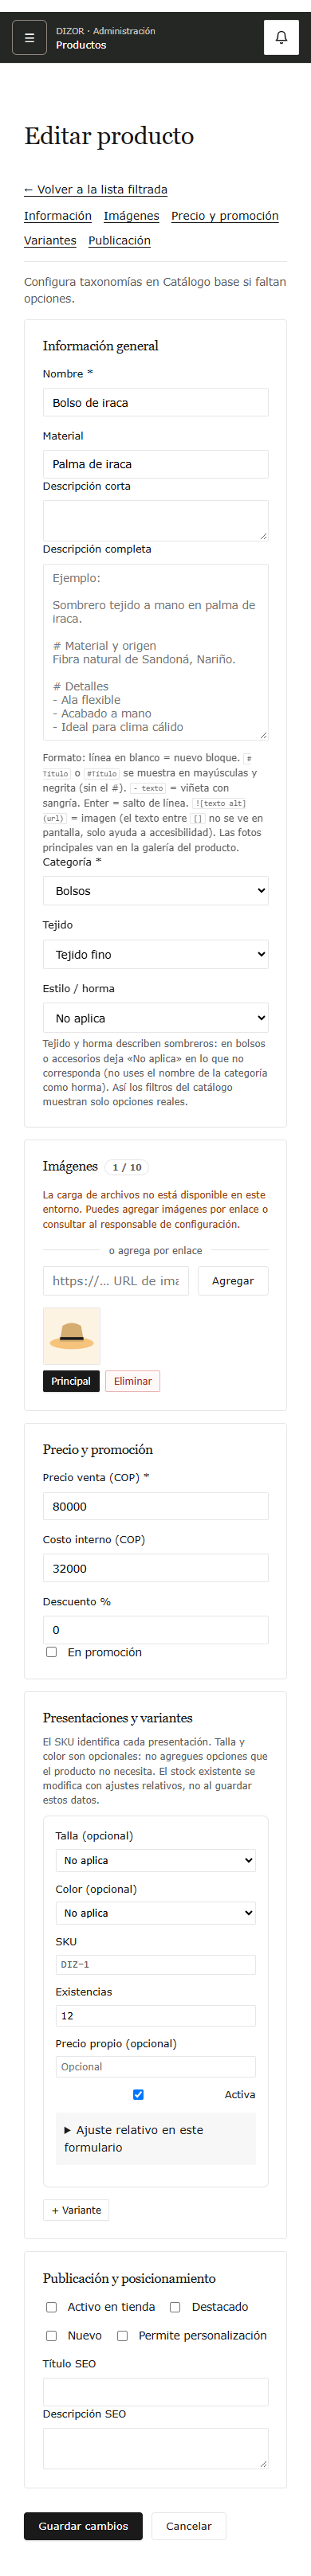 ☰
DIZOR · Administración
Productos
Editar producto
← Volver a la lista filtrada
Información Imágenes Precio y promoción
Variantes Publicación
Configura taxonomías en Catálogo base si faltan
opciones.
Información general
Nombre *
Bolso de iraca
Material
Palma de iraca
Descripción corta
Descripción completa
Ejemplo:
Sombrero tejido a mano en palma de
iraca.
# Material y origen
Fibra natural de Sandoná, Nariño.
# Detalles
- Ala flexible
- Acabado a mano
- Ideal para clima cálido
Formato: línea en blanco = nuevo bloque. #
Título o #Título se muestra en mayúsculas y
negrita (sin el #). - texto = viñeta con
sangría. Enter = salto de línea. ![texto alt]
(url) = imagen (el texto entre [] no se ve en
pantalla, solo ayuda a accesibilidad). Las fotos
principales van en la galería del producto.
Categoría *
Bolsos
Tejido
Tejido fino
Estilo / horma
No aplica
Tejido y horma describen sombreros: en bolsos
o accesorios deja «No aplica» en lo que no
corresponda (no uses el nombre de la categoría
como horma). Así los filtros del catálogo
muestran solo opciones reales.
Imágenes 1 / 10
La carga de archivos no está disponible en este
entorno. Puedes agregar imágenes por enlace o
consultar al responsable de configuración.
o agrega por enlace
https://... URL de ima Agregar
Principal Eliminar
Precio y promoción
Precio venta (COP) *
80000
Costo interno (COP)
32000
Descuento %
0
En promoción
Presentaciones y variantes
El SKU identifica cada presentación. Talla y
color son opcionales: no agregues opciones que
el producto no necesita. El stock existente se
modifica con ajustes relativos, no al guardar
estos datos.
Talla (opcional)
No aplica
Color (opcional)
No aplica
SKU
DIZ-1
Existencias
12
Precio propio (opcional)
Opcional
Activa
▶ Ajuste relativo en este
formulario
+ Variante
Publicación y posicionamiento
Activo en tienda Destacado
Nuevo Permite personalización
Título SEO
Descripción SEO
Guardar cambios Cancelar